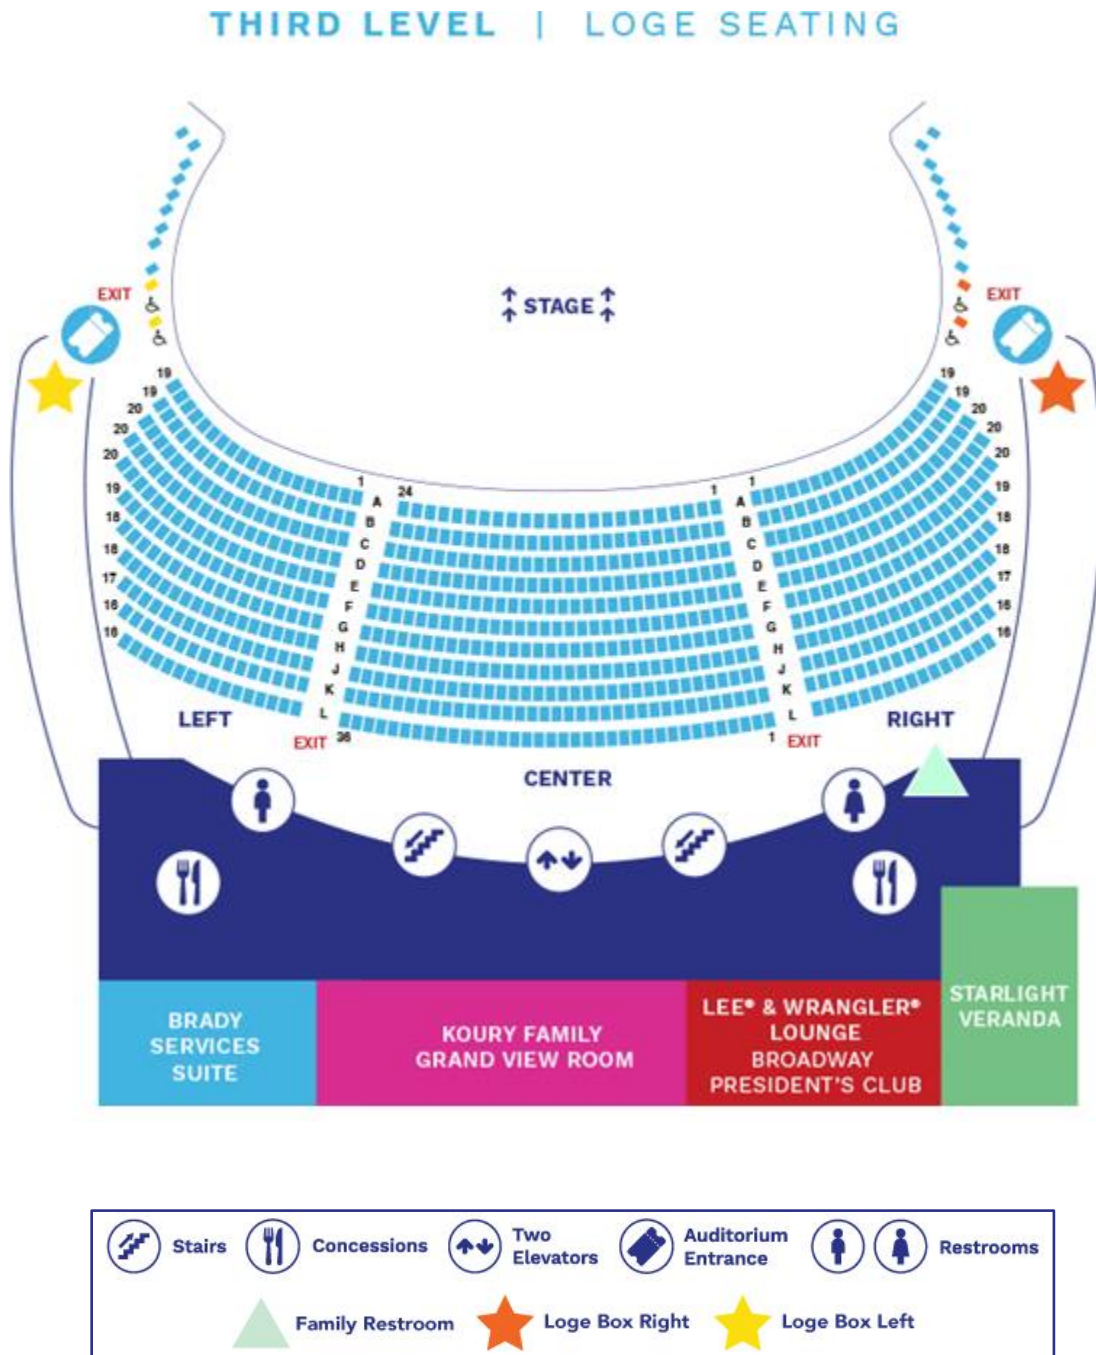 THIRD LEVEL | LOGE SEATING
EXIT
STAGE
EXIT
19
19
20
20
20
19
18
18
17
16
16
1
A
B
C
D
E
F
G
H
J
K
L
24
1
36
1
1
A
B
C
D
E
F
G
H
J
K
L
19
19
20
20
20
19
18
18
17
16
16
LEFT
RIGHT
EXIT
EXIT
CENTER
BRADY
SERVICES
SUITE
KOURY FAMILY
GRAND VIEW ROOM
LEE® & WRANGLER®
LOUNGE
BROADWAY
PRESIDENT'S CLUB
STARLIGHT
VERANDA
Stairs
Concessions
Two
Elevators
Auditorium
Entrance
Restrooms
Family Restroom
Loge Box Right
Loge Box Left